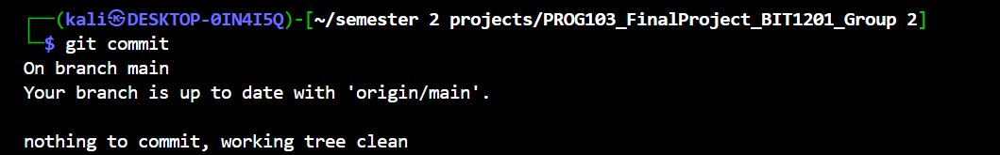 ┌──(kali㉿DESKTOP-0IN4I5Q)-[~/semester 2 projects/PROG103_FinalProject_BIT1201_Group 2]
└─$ git commit
On branch main
Your branch is up to date with 'origin/main'.

nothing to commit, working tree clean